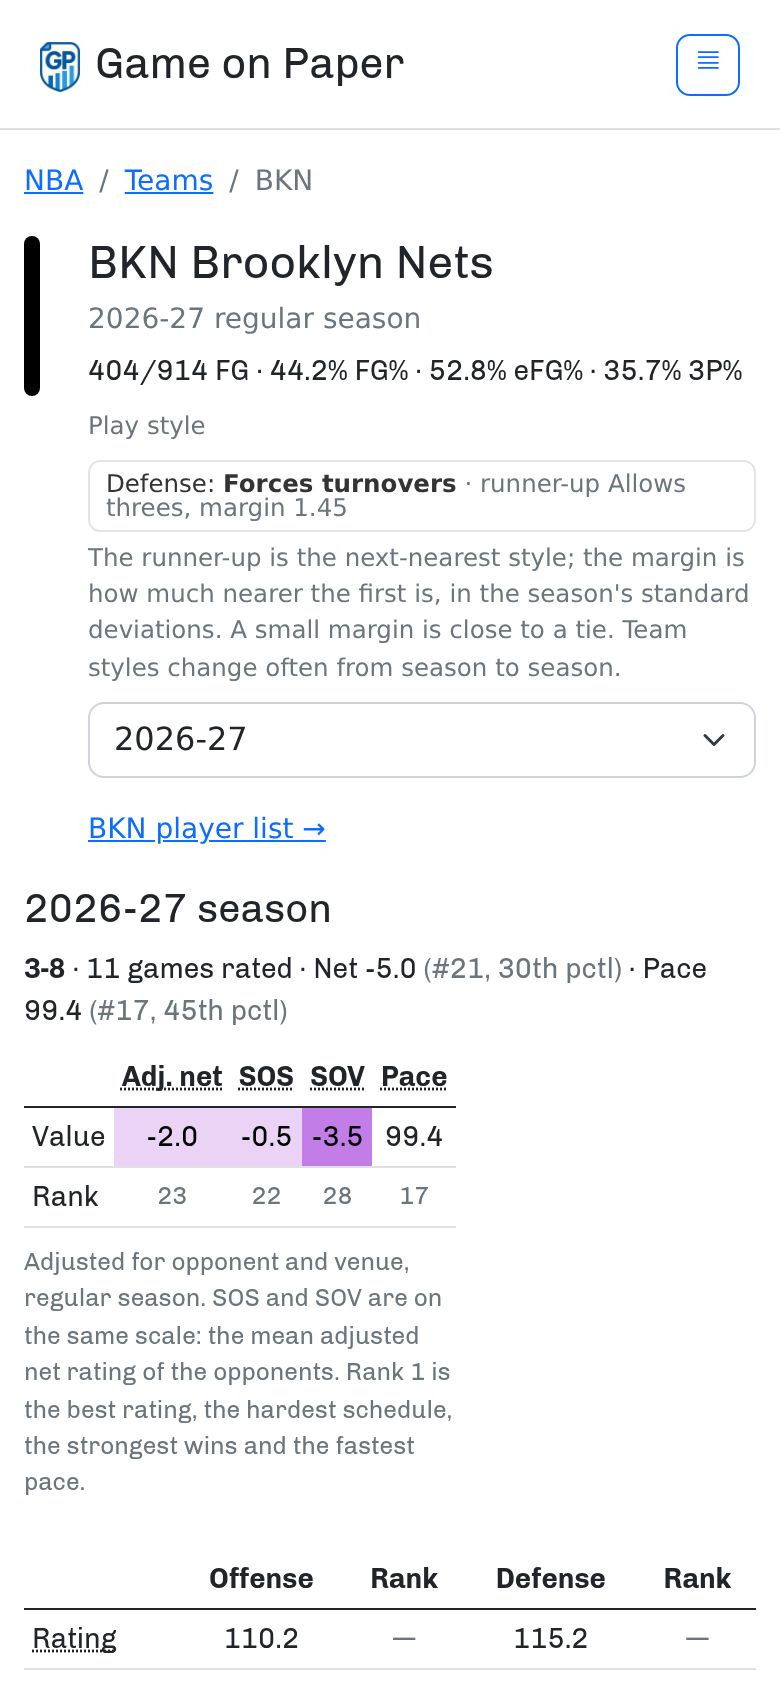 GP Game on Paper
NBA / Teams / BKN
BKN Brooklyn Nets
2026-27 regular season
404/914 FG · 44.2% FG% · 52.8% eFG% · 35.7% 3P%
Play style
Defense: Forces turnovers · runner-up Allows
threes, margin 1.45
The runner-up is the next-nearest style; the margin is
how much nearer the first is, in the season's standard
deviations. A small margin is close to a tie. Team
styles change often from season to season.
2026-27
BKN player list →
2026-27 season
3-8 · 11 games rated · Net -5.0 (#21, 30th pctl) · Pace
99.4 (#17, 45th pctl)
Adj. net SOS SOV Pace
Value -2.0 -0.5 -3.5 99.4
Rank 23 22 28 17
Adjusted for opponent and venue,
regular season. SOS and SOV are on
the same scale: the mean adjusted
net rating of the opponents. Rank 1 is
the best rating, the hardest schedule,
the strongest wins and the fastest
pace.
Offense Rank Defense Rank
Rating 110.2 — 115.2 —